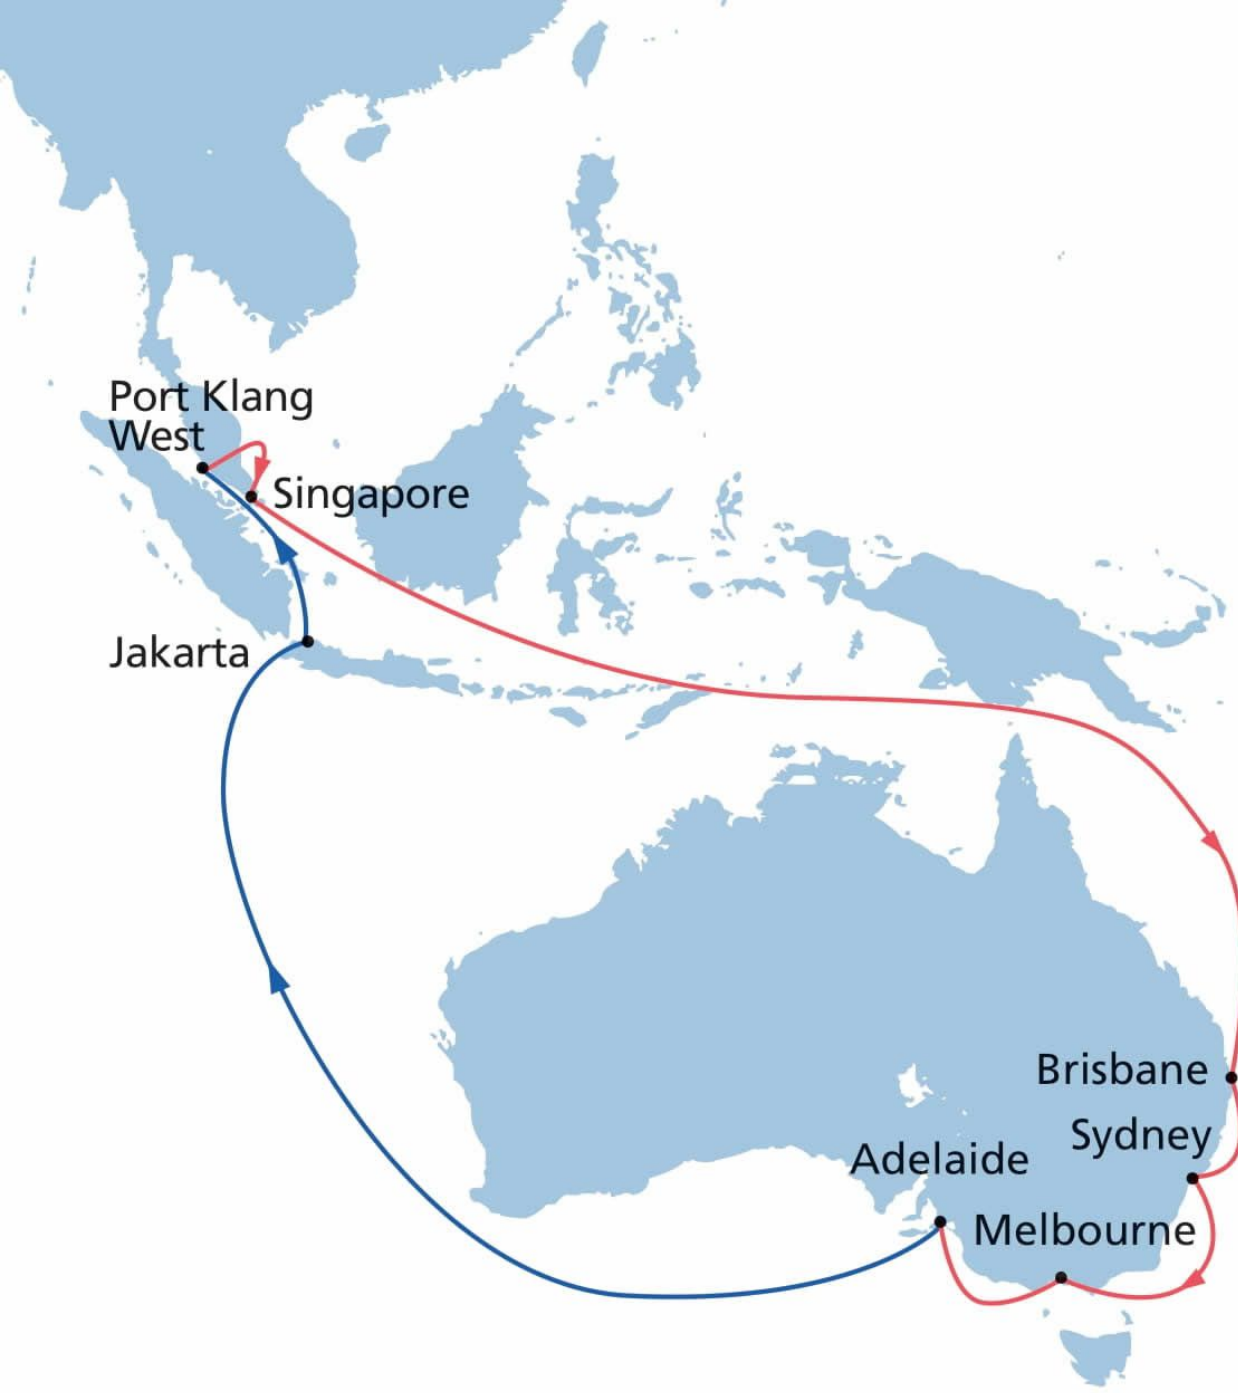 Port Klang
West
Singapore
Jakarta
Brisbane
Sydney
Adelaide
Melbourne